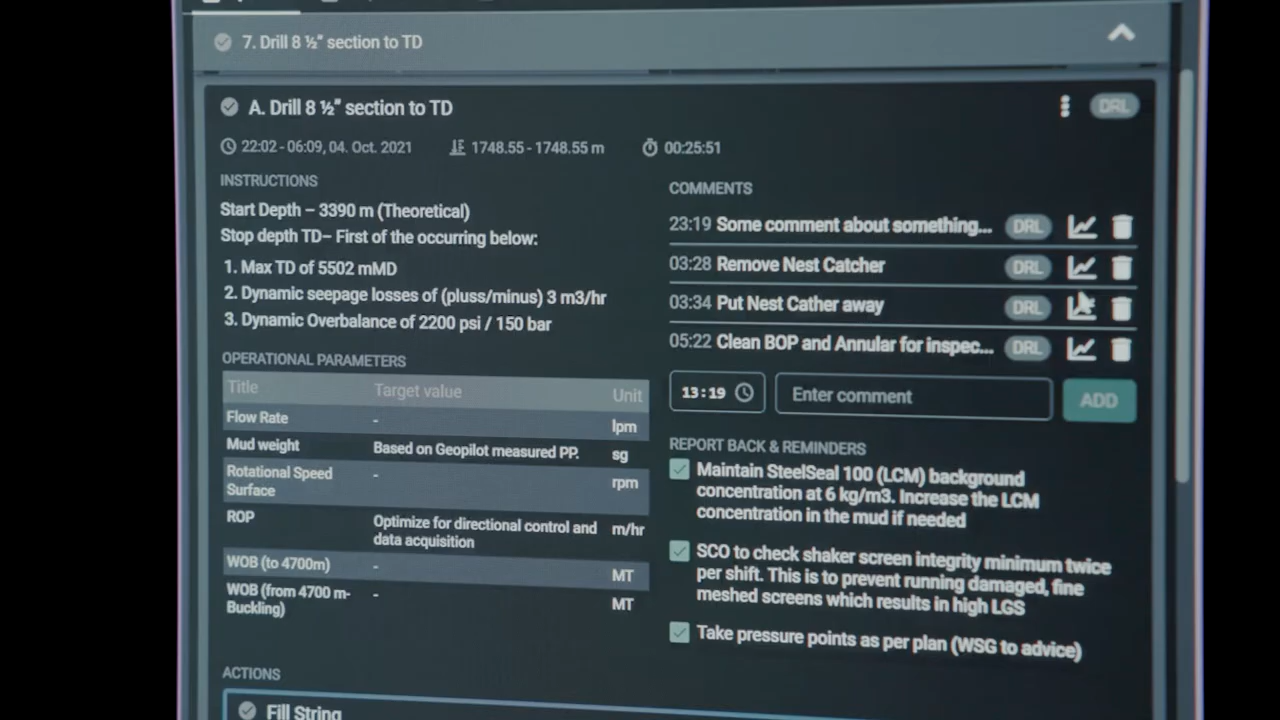 7. Drill 8 ½” section to TD
A. Drill 8 ½” section to TD
DRL
22:02 - 06:09, 04. Oct. 2021
1748.55 - 1748.55 m
00:25:51
INSTRUCTIONS
Start Depth – 3390 m (Theoretical)
Stop depth TD– First of the occurring below:
1. Max TD of 5502 mMD
2. Dynamic seepage losses of (pluss/minus) 3 m3/hr
3. Dynamic Overbalance of 2200 psi / 150 bar
OPERATIONAL PARAMETERS
Title Target value Unit
Flow Rate - lpm
Mud weight Based on Geopilot measured PP. sg
Rotational Speed - rpm
Surface
ROP Optimize for directional control and m/hr
data acquisition
WOB (to 4700m) - MT
WOB (from 4700 m- - MT
Buckling)
ACTIONS
Fill String
COMMENTS
23:19 Some comment about something... DRL
03:28 Remove Nest Catcher DRL
03:34 Put Nest Cather away DRL
05:22 Clean BOP and Annular for inspec... DRL
13:19 Enter comment ADD
REPORT BACK & REMINDERS
Maintain SteelSeal 100 (LCM) background
concentration at 6 kg/m3. Increase the LCM
concentration in the mud if needed
SCO to check shaker screen integrity minimum twice
per shift. This is to prevent running damaged, fine
meshed screens which results in high LGS
Take pressure points as per plan (WSG to advice)